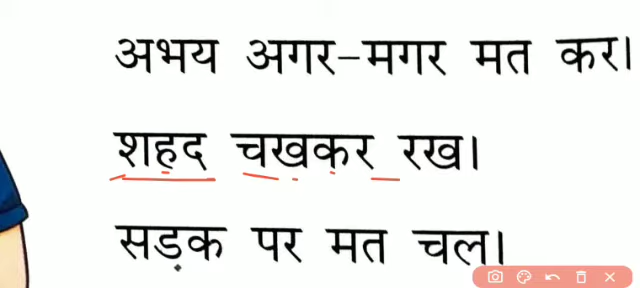 अभय अगर-मगर मत कर।
शहद चखकर रख।
सड़क पर मत चल।